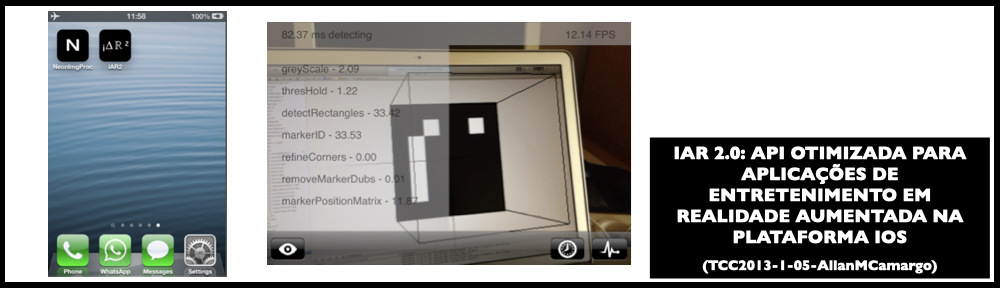 11:58
100%
N
iAR²
NeonImgProc
iAR2
Phone
WhatsApp
Messages
Settings
82.37 ms detecting
12.14 FPS
greyScale - 2.09
thresHold - 1.22
detectRectangles - 33.42
markerID - 33.53
refineCorners - 0.00
removeMarkerDubs - 0.01
markerPositionMatrix - 11.87
IAR 2.0: API OTIMIZADA PARA
APLICAÇÕES DE
ENTRETENIMENTO EM
REALIDADE AUMENTADA NA
PLATAFORMA IOS
(TCC2013-1-05-AllanMCamargo)